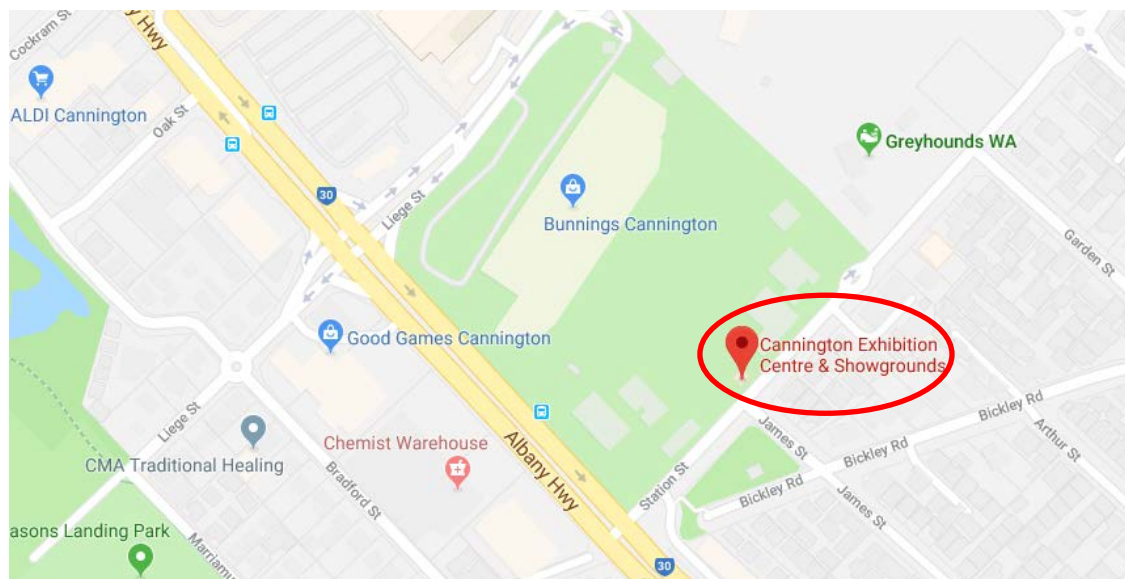 Cockram St
Hwy
ALDI Cannington
Oak St
30
Liege St
Bunnings Cannington
Greyhounds WA
Garden St
Good Games Cannington
Cannington Exhibition
Centre & Showgrounds
Liege St
CMA Traditional Healing
Chemist Warehouse
Albany Hwy
Bradford St
Station St
James St
Bickley Rd
Bickley Rd
Bickley Rd
Arthur St
James St
asons Landing Park
Marriamu
30